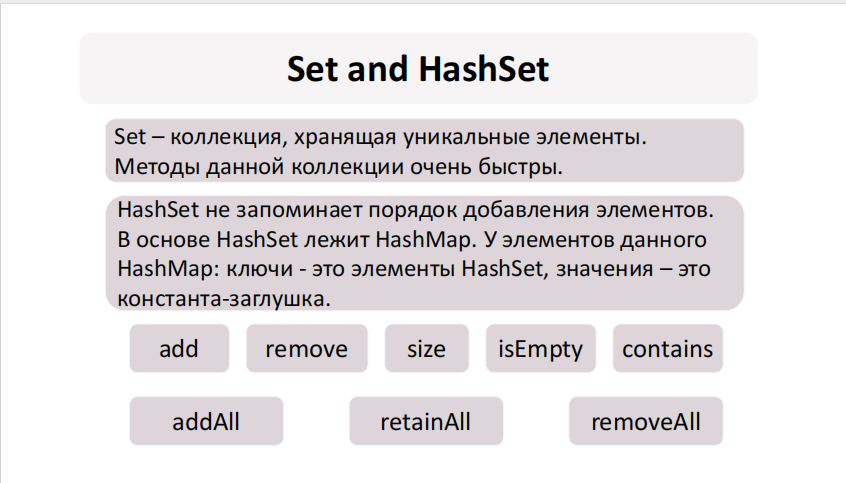 Set and HashSet
Set – коллекция, хранящая уникальные элементы.
Методы данной коллекции очень быстры.
HashSet не запоминает порядок добавления элементов.
В основе HashSet лежит HashMap. У элементов данного
HashMap: ключи - это элементы HashSet, значения – это
константа-заглушка.
add remove size isEmpty contains
addAll retainAll removeAll